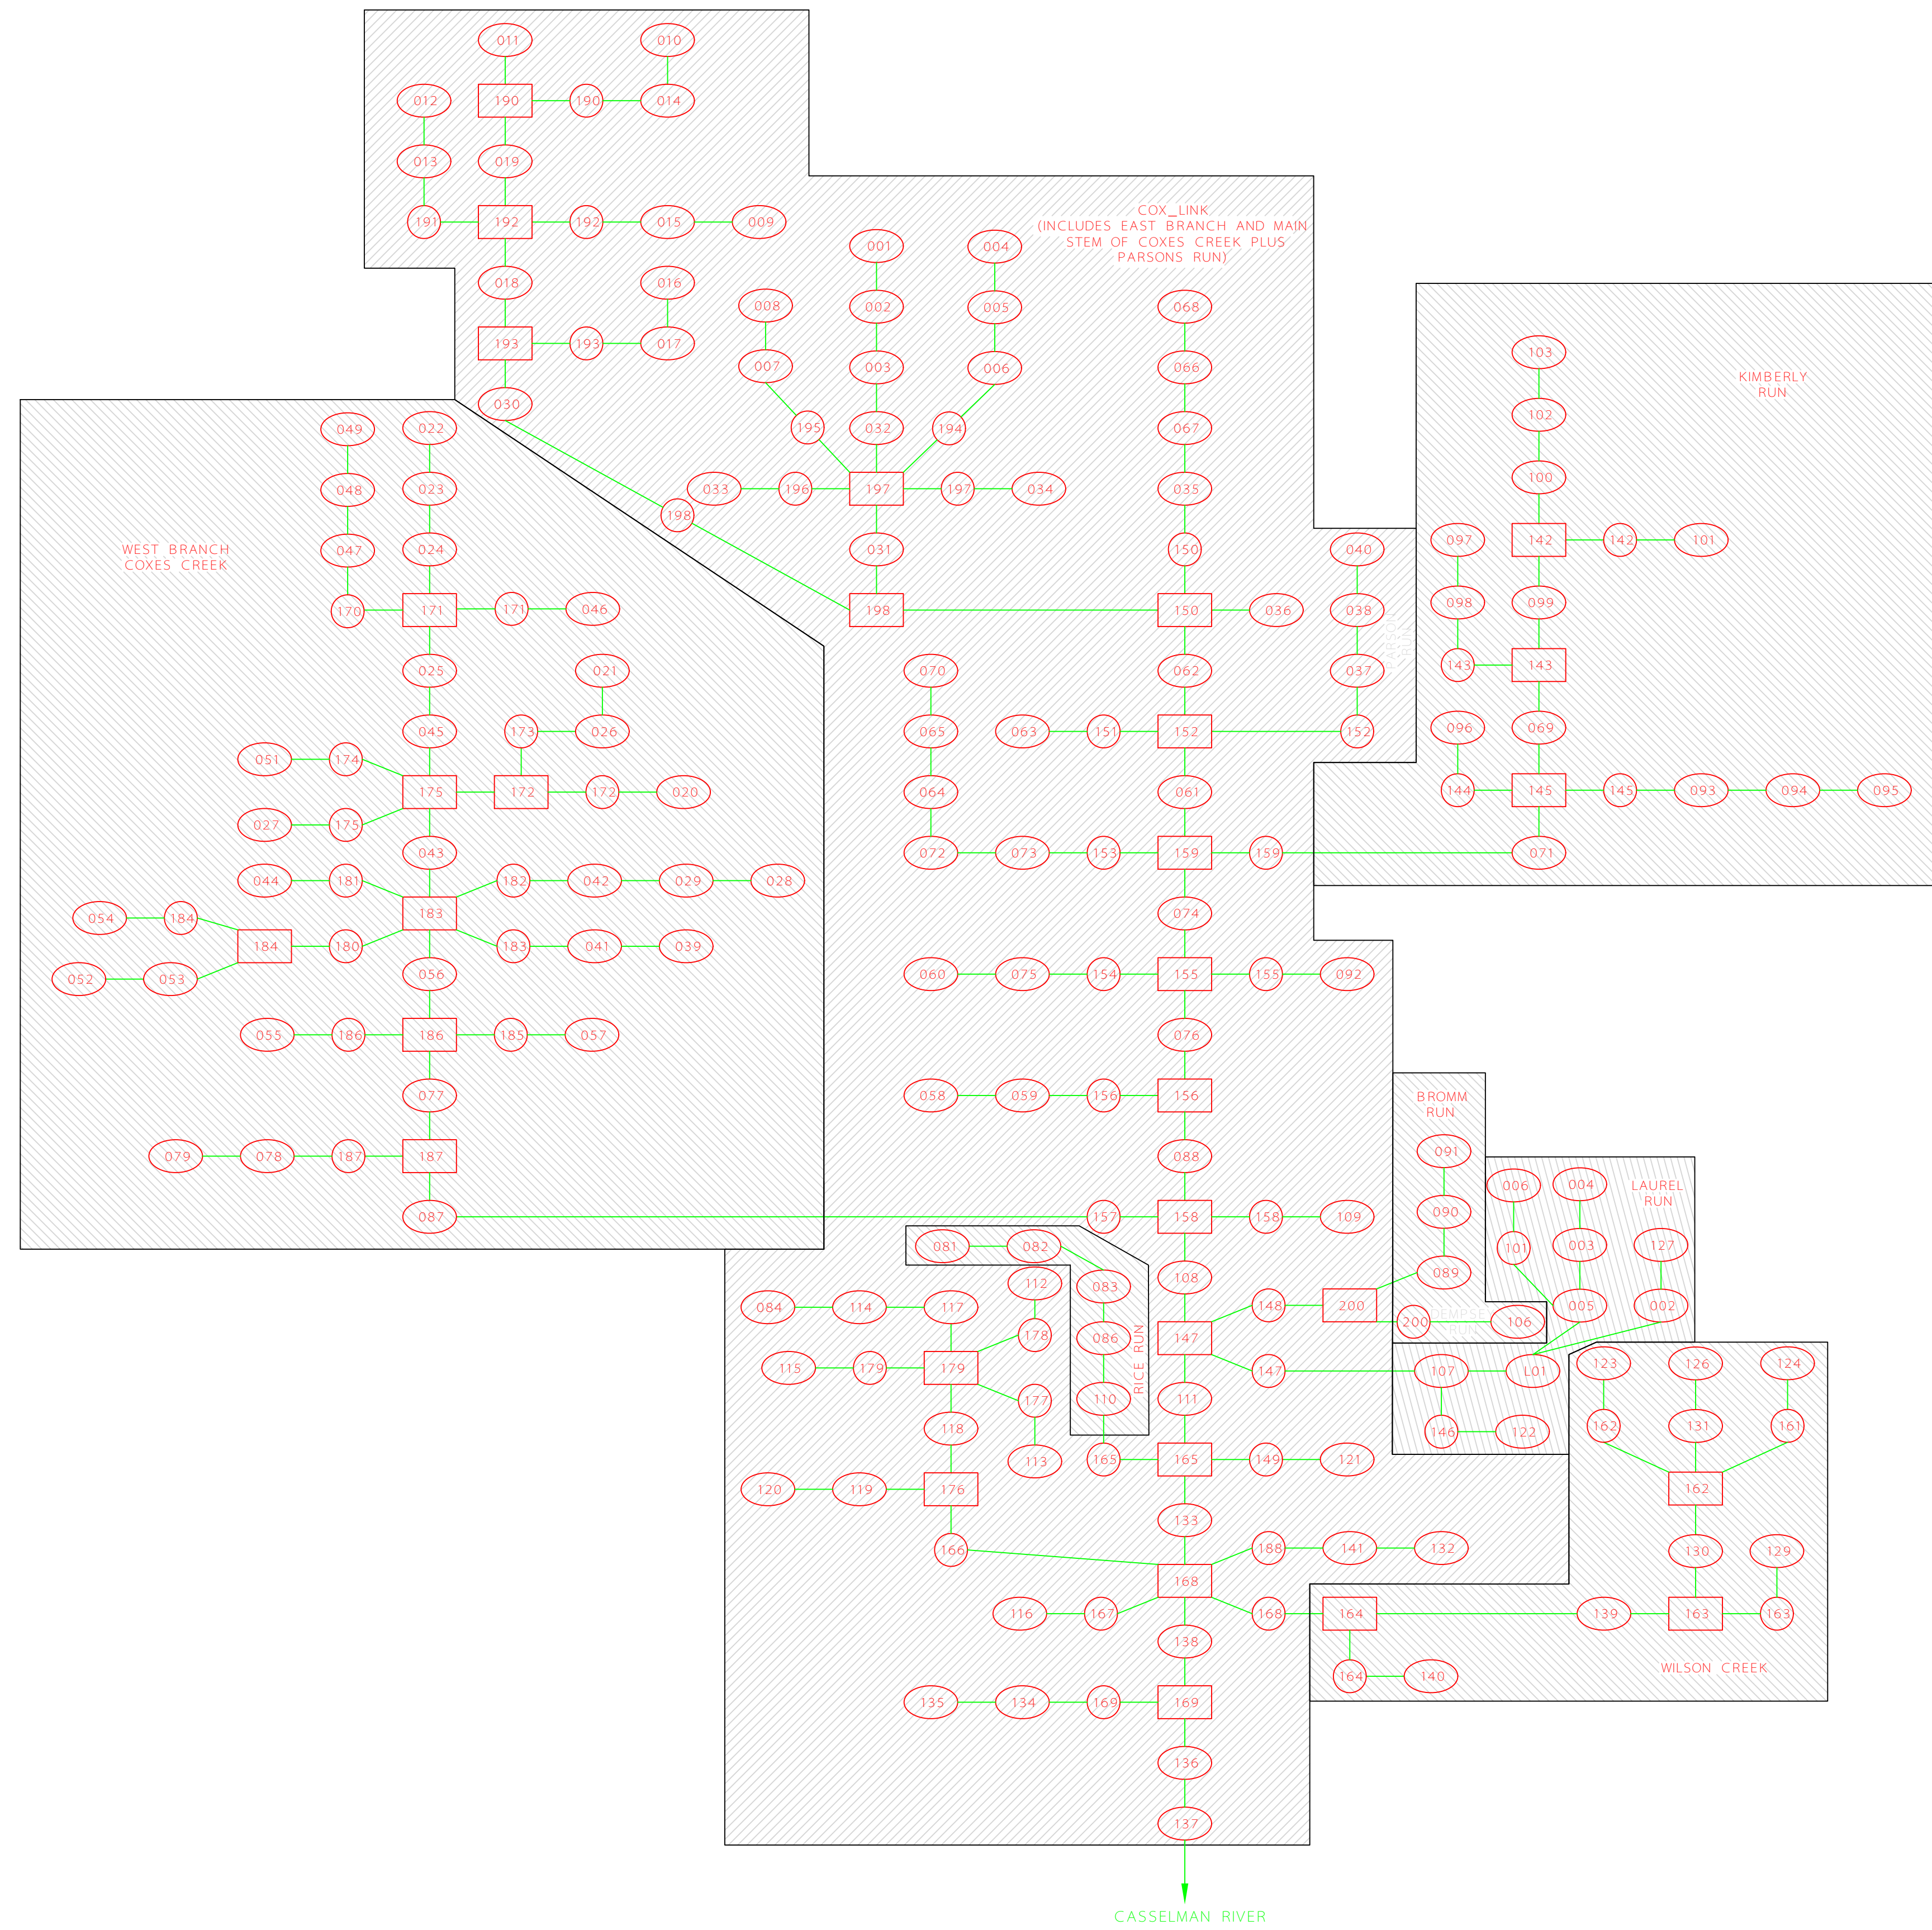 011 010
012 190 190 014
013 019
191 192 192 015 009
COX_LINK
(INCLUDES EAST BRANCH AND MAIN
STEM OF COXES CREEK PLUS
PARSONS RUN)
001 004
018 016
008 002 005 068
193 193 017
103
007 003 006 066
KIMBERLY
RUN
030
102
049 022 195 032 194 067
100
048 023 033 196 197 197 034 035
198
142 142 101
097
047 024 031 150 040
WEST BRANCH
COXES CREEK
098 099
170 171 171 046 198 150 036 038
PARSON
RUN
143 143
025 021 070 062 037
096 069
045 173 026 065 063 151 152 152
051 174
175 172 172 020 064 061
144 145 145 093 094 095
027 175
043 072 073 153 159 159 071
044 181 182 042 029 028
183 074
054 184
184 180 183 041 039
052 053 056 060 075 154 155 155 092
055 186 186 185 057 076
077 058 059 156 156
BROMM
RUN
091
079 078 187 187 088
006 004 LAUREL
RUN
087 157 158 158 109 090
081 082 101 003 127
112 083 108 089
084 114 117 148 200 005 002
178 086 147 200 DEMPSE 106
RICE RUN
115 179 179 147 107 L01 123 126 124
177 110 111
118 146 122 162 131 161
113 165 165 149 121
120 119 176 162
133
166 188 141 132 130 129
168
116 167 168 164 139 163 163
138
164 140 WILSON CREEK
135 134 169 169
136
137
CASSELMAN RIVER